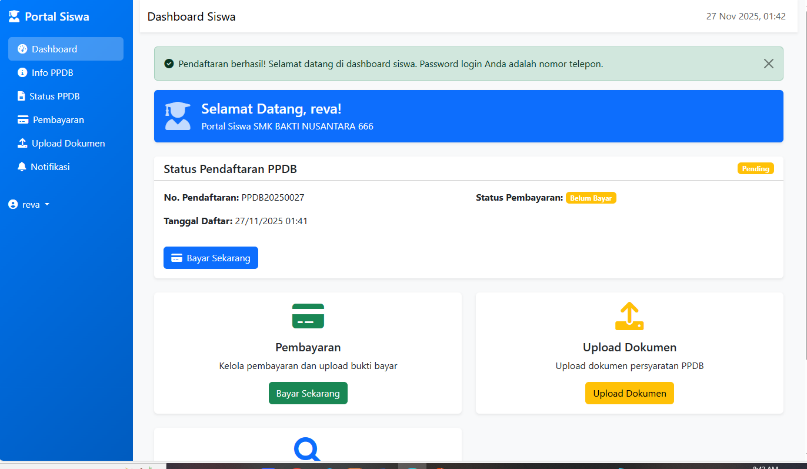 Portal Siswa
Dashboard Siswa
27 Nov 2025, 01:42
Dashboard
Info PPDB
Status PPDB
Pembayaran
Upload Dokumen
Notifikasi
reva
Pendaftaran berhasil! Selamat datang di dashboard siswa. Password login Anda adalah nomor telepon.
Selamat Datang, reva!
Portal Siswa SMK BAKTI NUSANTARA 666
Status Pendaftaran PPDB
Pending
No. Pendaftaran: PPDB20250027
Status Pembayaran: Belum Bayar
Tanggal Daftar: 27/11/2025 01:41
Bayar Sekarang
Pembayaran
Kelola pembayaran dan upload bukti bayar
Bayar Sekarang
Upload Dokumen
Upload dokumen persyaratan PPDB
Upload Dokumen